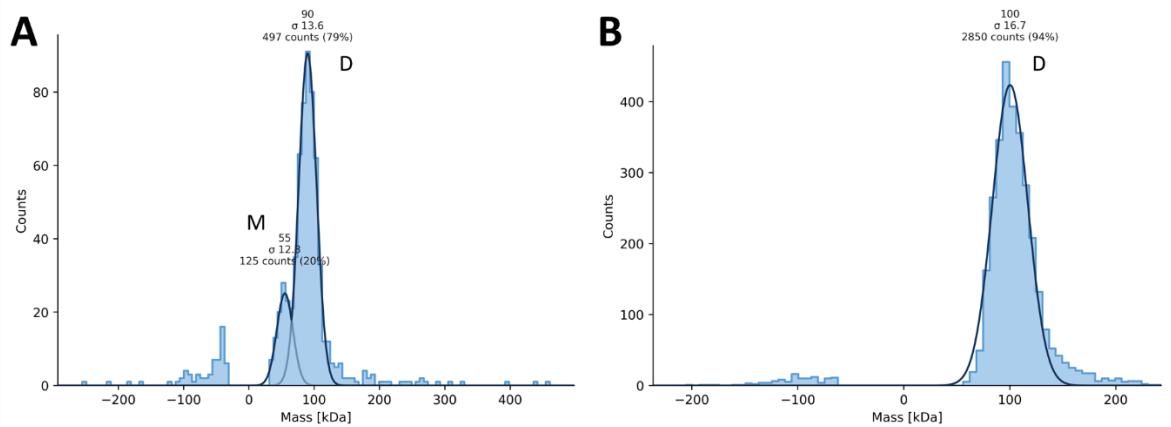 A
90
σ 13.6
497 counts (79%)
D
M
55
σ 12.8
125 counts (20%)
Counts
80
60
40
20
0
−200
−100
0
100
200
300
400
Mass [kDa]
B
100
σ 16.7
2850 counts (94%)
D
Counts
400
300
200
100
0
−200
−100
0
100
200
Mass [kDa]